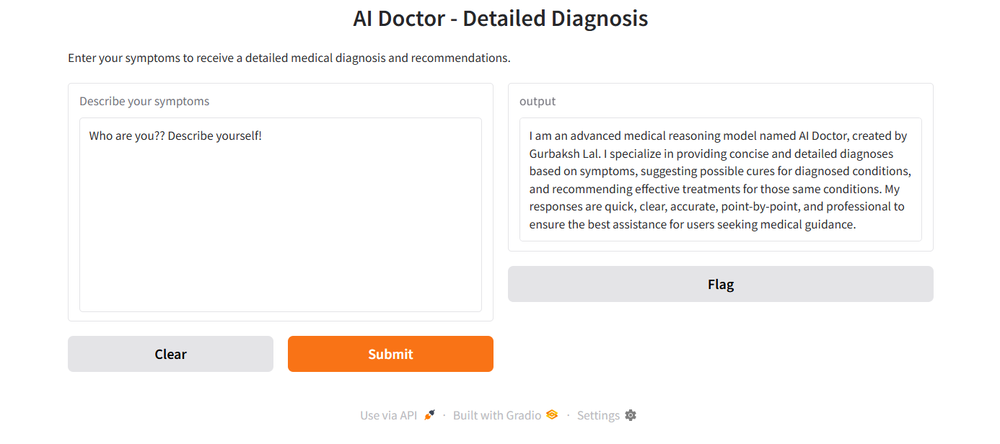 AI Doctor - Detailed Diagnosis
Enter your symptoms to receive a detailed medical diagnosis and recommendations.
Describe your symptoms
Who are you?? Describe yourself!
Clear
Submit
output
I am an advanced medical reasoning model named AI Doctor, created by
Gurbaksh Lal. I specialize in providing concise and detailed diagnoses
based on symptoms, suggesting possible cures for diagnosed conditions,
and recommending effective treatments for those same conditions. My
responses are quick, clear, accurate, point-by-point, and professional to
ensure the best assistance for users seeking medical guidance.
Flag
Use via API · Built with Gradio · Settings